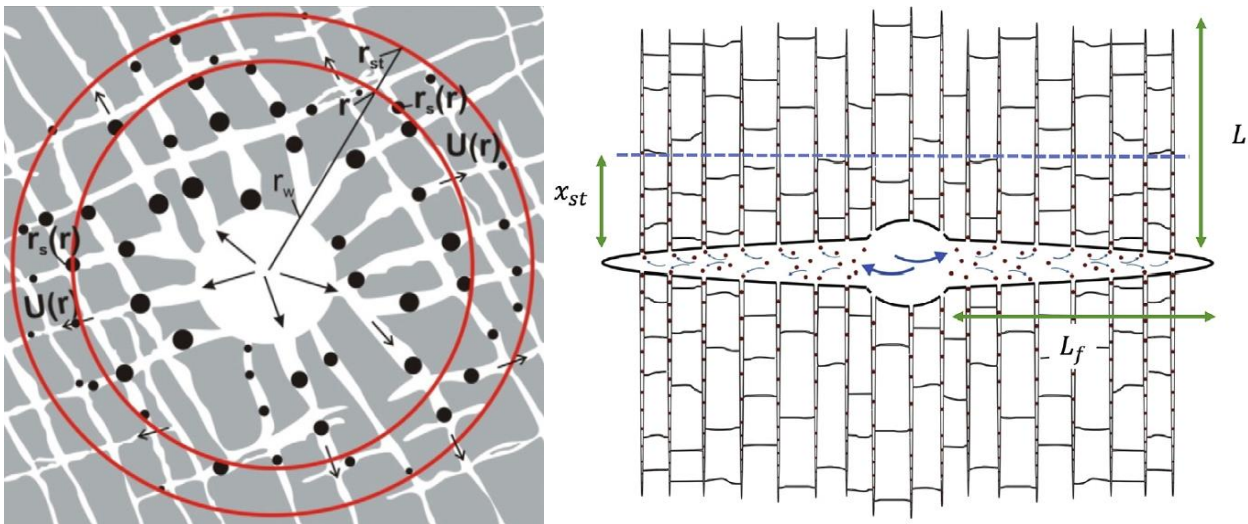 r_st
r
r_s(r)
U(r)
r_w
r_s(r)
U(r)
L
x_st
L_f